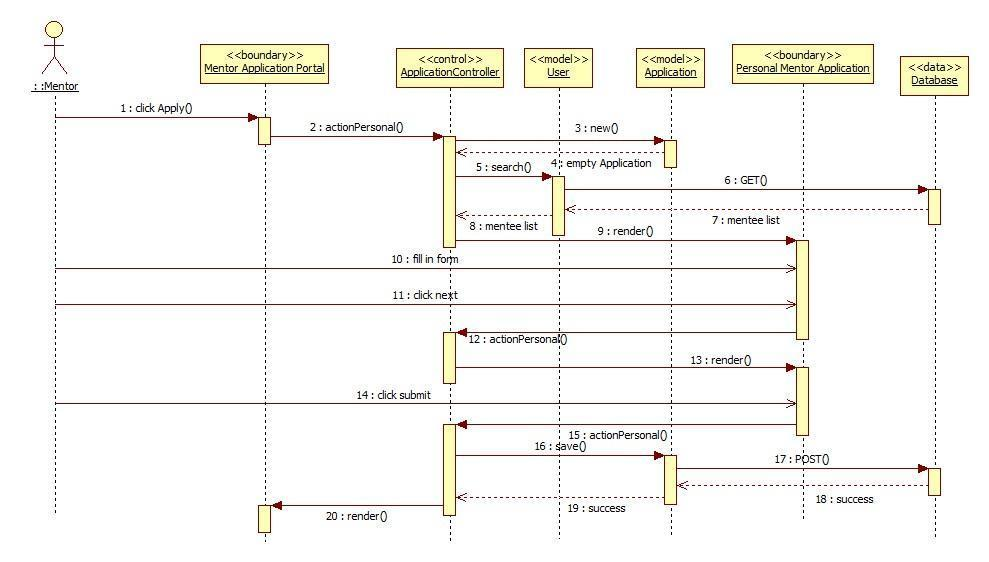 <<boundary>>
Mentor Application Portal
<<control>>
ApplicationController
<<model>>
User
<<model>>
Application
<<boundary>>
Personal Mentor Application
<<data>>
Database
: :Mentor
1 : click Apply()
2 : actionPersonal()
3 : new()
4 : empty Application
5 : search()
6 : GET()
7 : mentee list
8 : mentee list
9 : render()
10 : fill in form
11 : click next
12 : actionPersonal()
13 : render()
14 : click submit
15 : actionPersonal()
16 : save()
17 : POST()
18 : success
19 : success
20 : render()